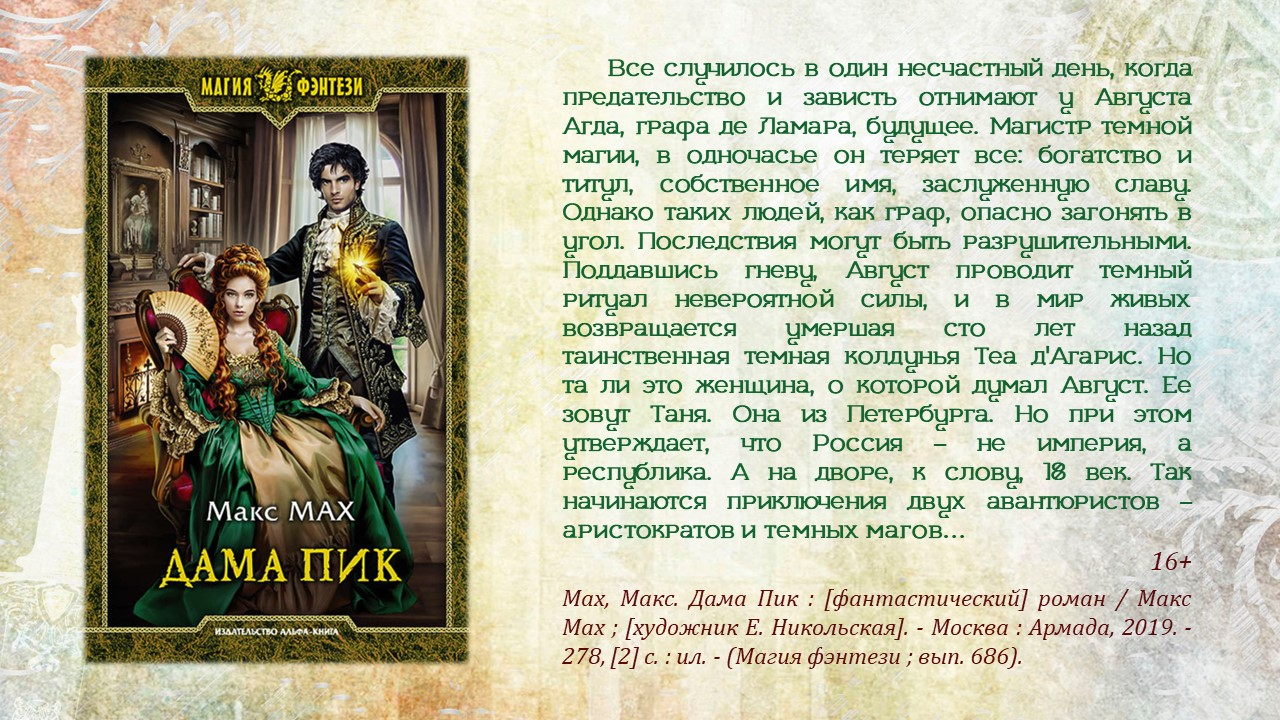 МАГИЯ ФЭНТЕЗИ
Макс МАХ
ДАМА ПИК
ИЗДАТЕЛЬСТВО АЛЬФА-КНИГА
Все случилось в один несчастный день, когда
предательство и зависть отнимают у Августа
Агда, графа де Ламара, будущее. Магистр темной
магии, в одночасье он теряет все: богатство и
титул, собственное имя, заслуженную славу.
Однако таких людей, как граф, опасно загонять в
угол. Последствия могут быть разрушительными.
Поддавшись гневу, Август проводит темный
ритуал невероятной силы, и в мир живых
возвращается умершая сто лет назад
таинственная темная колдунья Теа д'Агарис. Но
та ли это женщина, о которой думал Август. Ее
зовут Таня. Она из Петербурга. Но при этом
утверждает, что Россия – не империя, а
республика. А на дворе, к слову, 18 век. Так
начинаются приключения двух авантюристов –
аристократов и темных магов…
16+
Мах, Макс. Дама Пик : [фантастический] роман / Макс
Мах ; [художник Е. Никольская]. - Москва : Армада, 2019. -
278, [2] с. : ил. - (Магия фэнтези ; вып. 686).